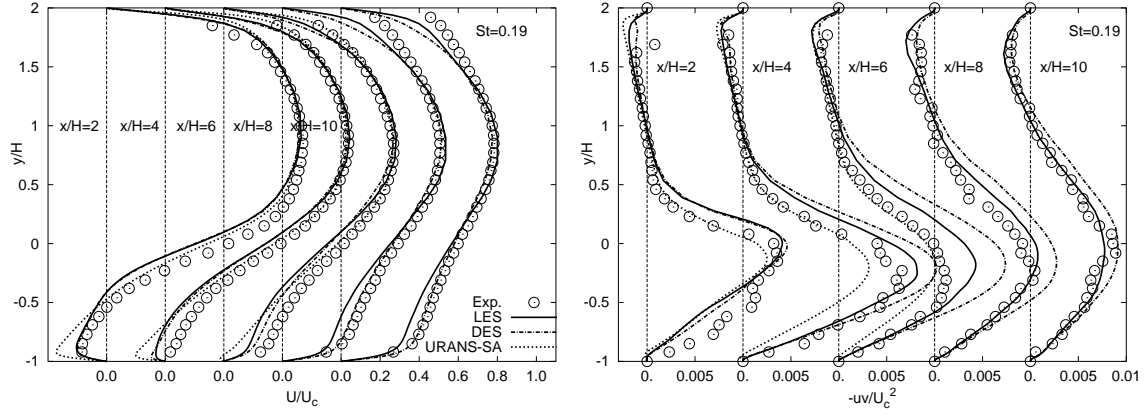 2
1.5
1
0.5
0
-0.5
-1
y/H
St=0.19
x/H=2
x/H=4
x/H=6
x/H=8
x/H=10
Exp.
LES
DES
URANS-SA
0.0 0.0 0.0 0.0 0.0 0.2 0.4 0.6 0.8 1.0
U/U_c
2
1.5
1
0.5
0
-0.5
-1
y/H
St=0.19
x/H=2
x/H=4
x/H=6
x/H=8
x/H=10
0. 0.005 0. 0.005 0. 0.005 0. 0.005 0. 0.005 0.01
-uv/U_c^2